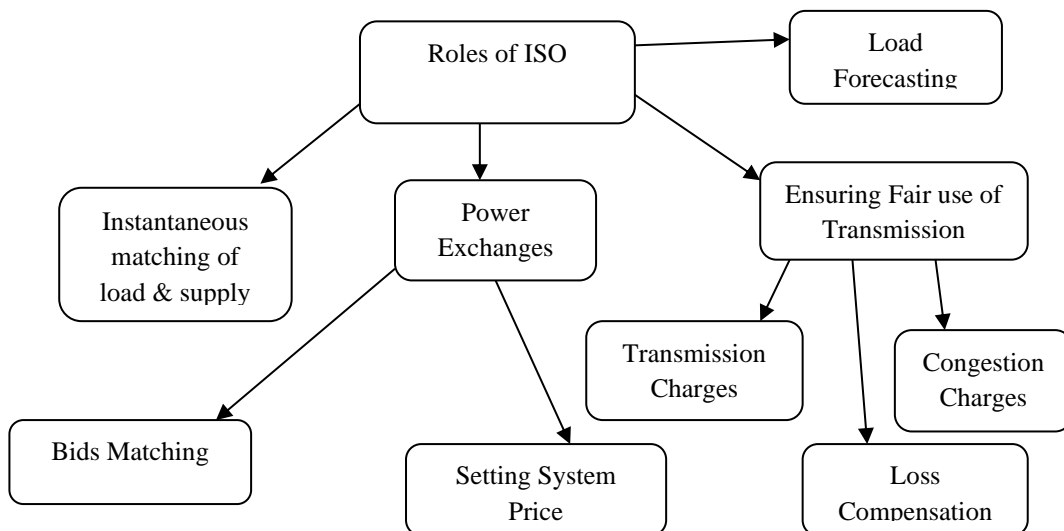 Roles of ISO
Load
Forecasting
Instantaneous
matching of
load & supply
Power
Exchanges
Ensuring Fair use of
Transmission
Transmission
Charges
Congestion
Charges
Bids Matching
Setting System
Price
Loss
Compensation